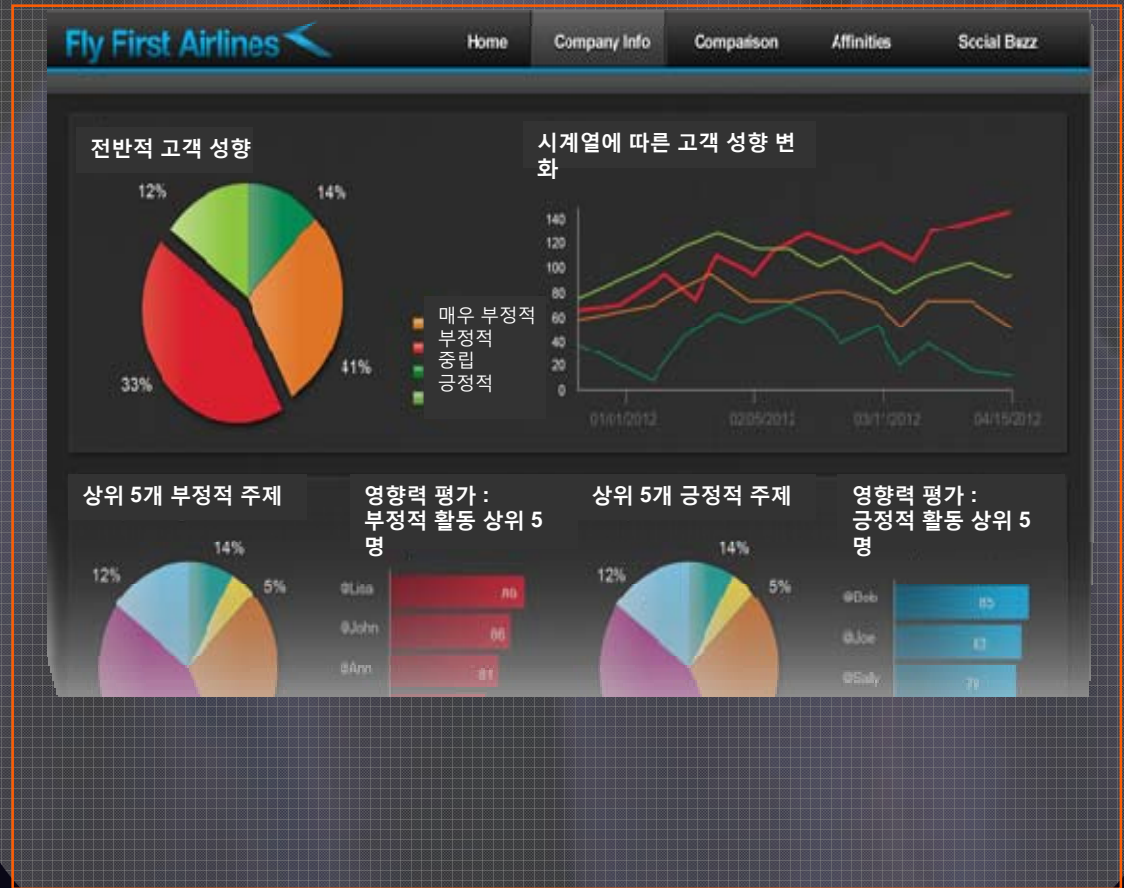 Fly First Airlines
Home Company Info Comparison Affinities Social Buzz
전반적 고객 성향
12%
14%
33%
41%
매우 부정적
부정적
중립
긍정적
시계열에 따른 고객 성향 변
화
140
120
100
80
60
40
20
0
01/01/2012 02/05/2012 03/11/2012 04/15/2012
상위 5개 부정적 주제
14%
12%
5%
영향력 평가 :
부정적 활동 상위 5
명
@Lisa
@John 86
@Ann 81
상위 5개 긍정적 주제
14%
12%
5%
영향력 평가 :
긍정적 활동 상위 5
명
@Bob 85
@Joe
@Sally